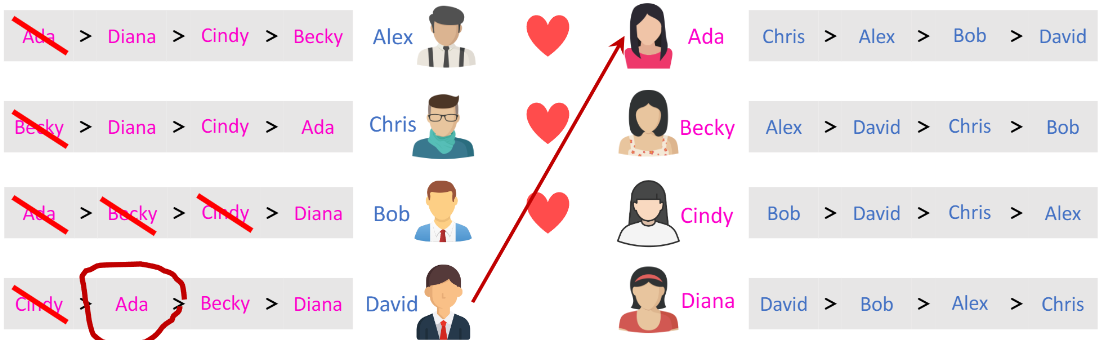 Ada > Diana > Cindy > Becky Alex Ada Chris > Alex > Bob > David
Becky > Diana > Cindy > Ada Chris Becky Alex > David > Chris > Bob
Ada > Becky > Cindy > Diana Bob Cindy Bob > David > Chris > Alex
Cindy > Ada > Becky > Diana David Diana David > Bob > Alex > Chris